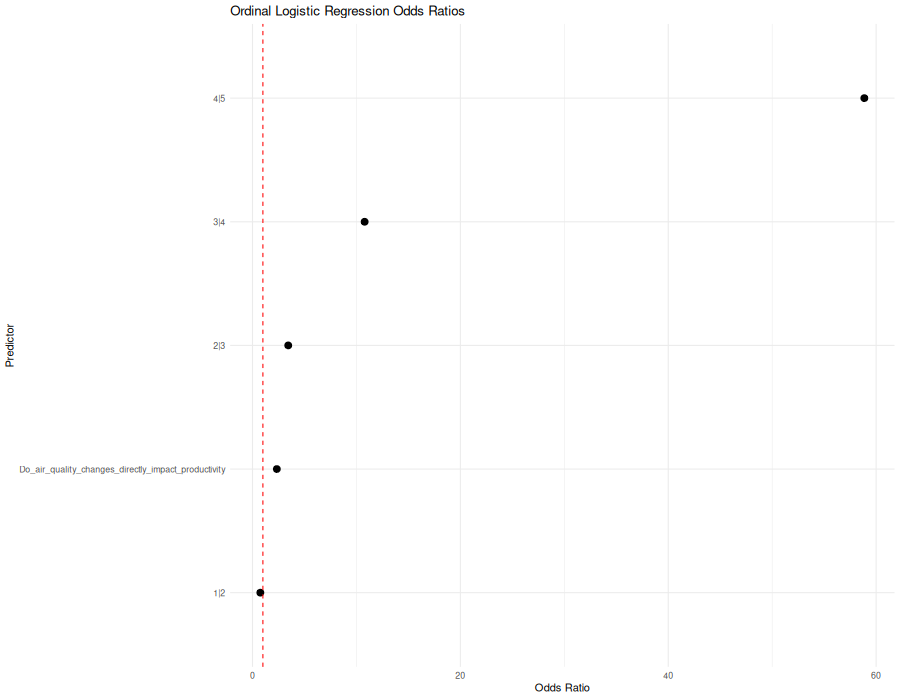 Ordinal Logistic Regression Odds Ratios
4|5
3|4
2|3
Do_air_quality_changes_directly_impact_productivity
1|2
Predictor
0
20
40
60
Odds Ratio